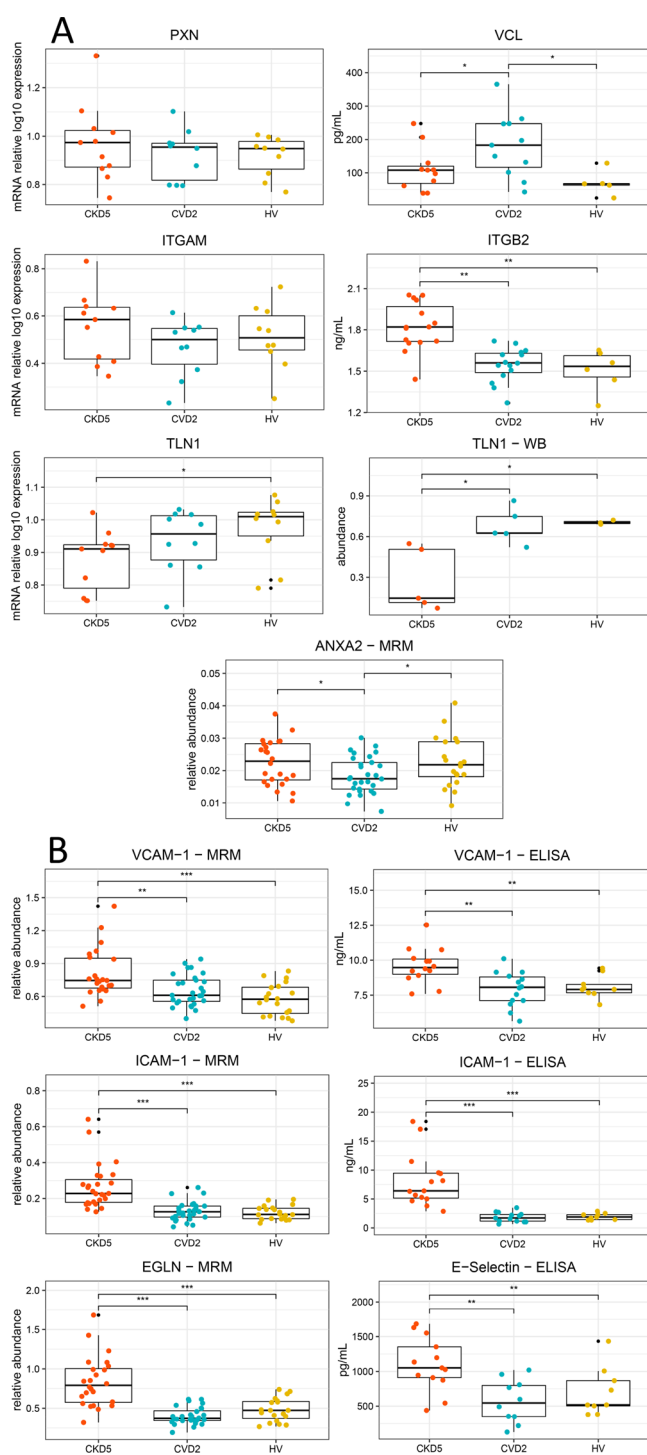 A
PXN
mRNA relative log10 expression
1.2
1.0
0.8
CKD5 CVD2 HV
VCL
pg/mL
400
300
200
100
* *
CKD5 CVD2 HV
ITGAM
mRNA relative log10 expression
0.8
0.6
0.4
CKD5 CVD2 HV
ITGB2
ng/mL
2.1
1.8
1.5
1.2
**
**
CKD5 CVD2 HV
TLN1
mRNA relative log10 expression
1.1
1.0
0.9
0.8
*
CKD5 CVD2 HV
TLN1 − WB
abundance
0.9
0.6
0.3
*
*
CKD5 CVD2 HV
ANXA2 − MRM
relative abundance
0.05
0.04
0.03
0.02
0.01
* *
CKD5 CVD2 HV
B
VCAM−1 − MRM
relative abundance
1.5
1.2
0.9
0.6
***
**
CKD5 CVD2 HV
VCAM−1 − ELISA
ng/mL
15.0
12.5
10.0
7.5
**
**
CKD5 CVD2 HV
ICAM−1 − MRM
relative abundance
0.8
0.6
0.4
0.2
***
***
CKD5 CVD2 HV
ICAM−1 − ELISA
ng/mL
20
15
10
5
0
***
***
CKD5 CVD2 HV
EGLN − MRM
relative abundance
2.0
1.5
1.0
0.5
***
***
CKD5 CVD2 HV
E−Selectin − ELISA
pg/mL
2000
1500
1000
500
**
**
CKD5 CVD2 HV